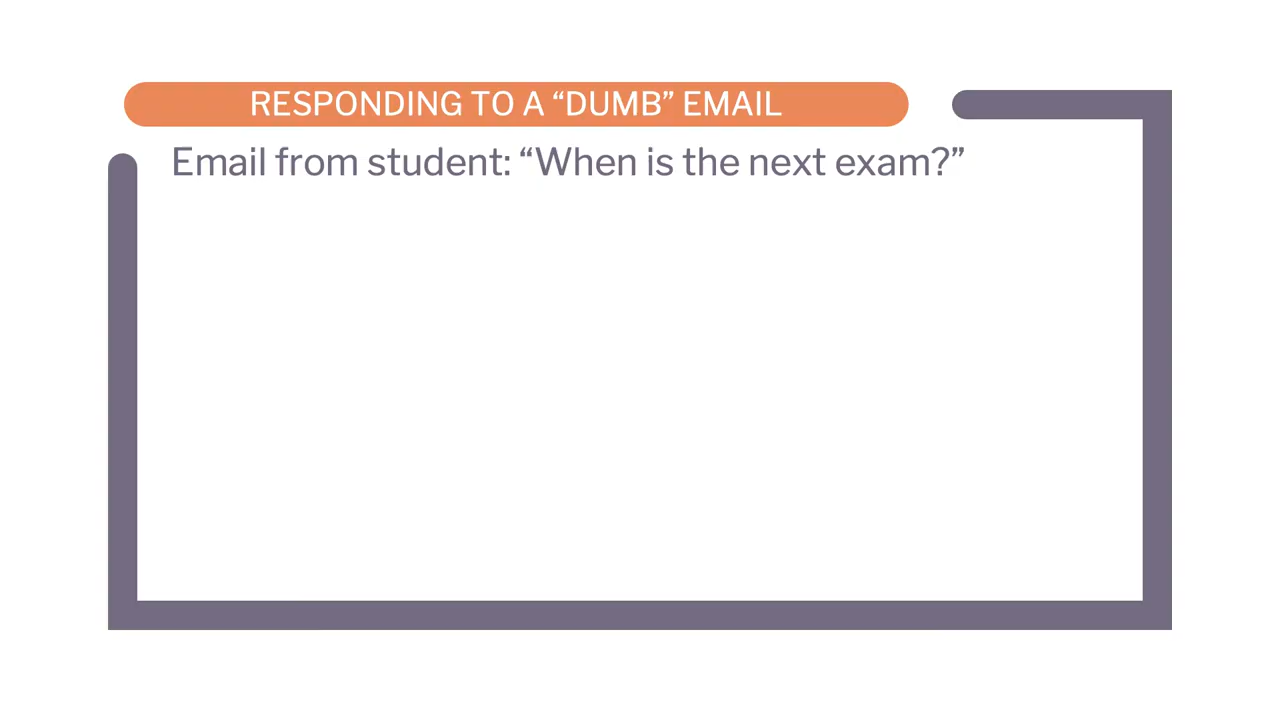 RESPONDING TO A “DUMB” EMAIL
Email from student: “When is the next exam?”